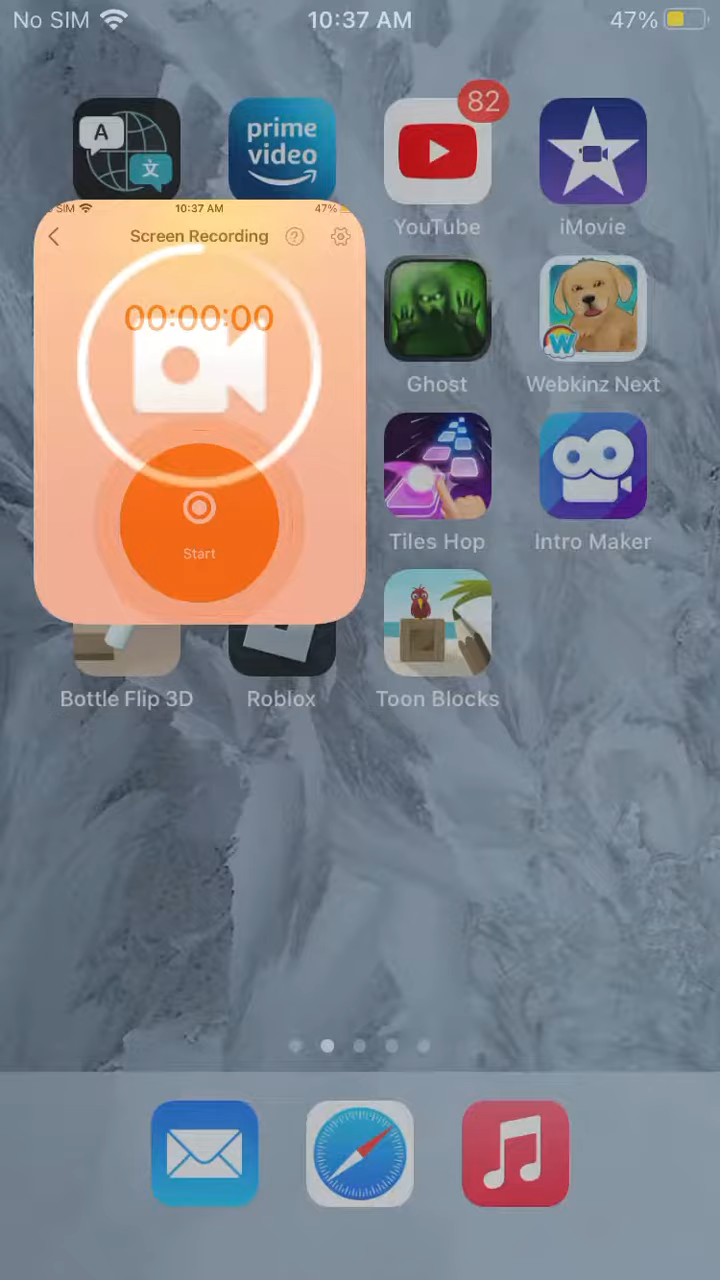 No SIM 10:37 AM 47%
82
A 文
prime video
YouTube iMovie
SIM 10:37 AM 47%
Screen Recording ?
00:00:00
Start
W
Ghost Webkinz Next
Tiles Hop Intro Maker
Bottle Flip 3D Roblox Toon Blocks